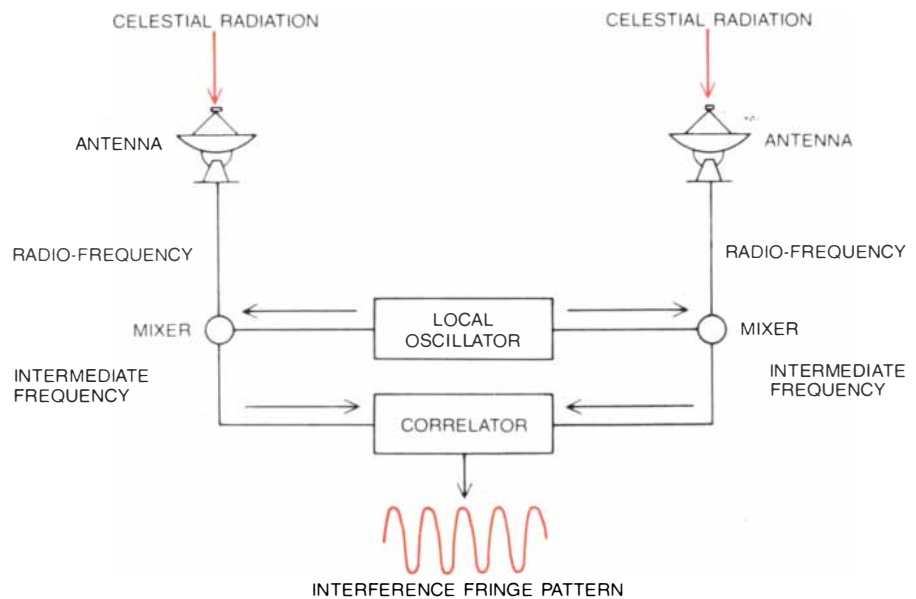 CELESTIAL RADIATION
CELESTIAL RADIATION
ANTENNA
ANTENNA
RADIO-FREQUENCY
RADIO-FREQUENCY
MIXER
LOCAL
OSCILLATOR
MIXER
INTERMEDIATE
FREQUENCY
INTERMEDIATE
FREQUENCY
CORRELATOR
INTERFERENCE FRINGE PATTERN